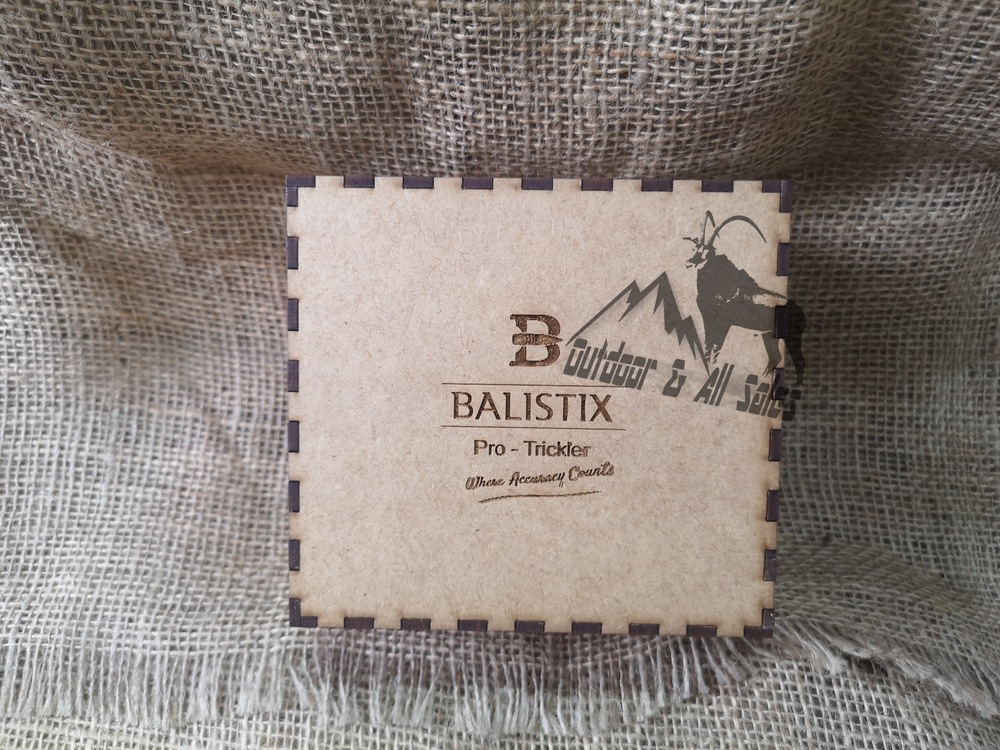 B
BALISTIX
Pro - Trickler
Where Accuracy Counts
Outdoor & All Sales